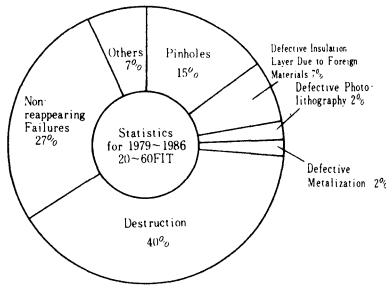 Others
7%
Pinholes
15%
Defective Insulation
Layer Due to Foreign
Materials 7%
Defective Photo-
lithography 2%
Defective
Metalization 2%
Destruction
40%
Non-
reappearing
Failures
27%
Statistics
for 1979~1986
20~60FIT